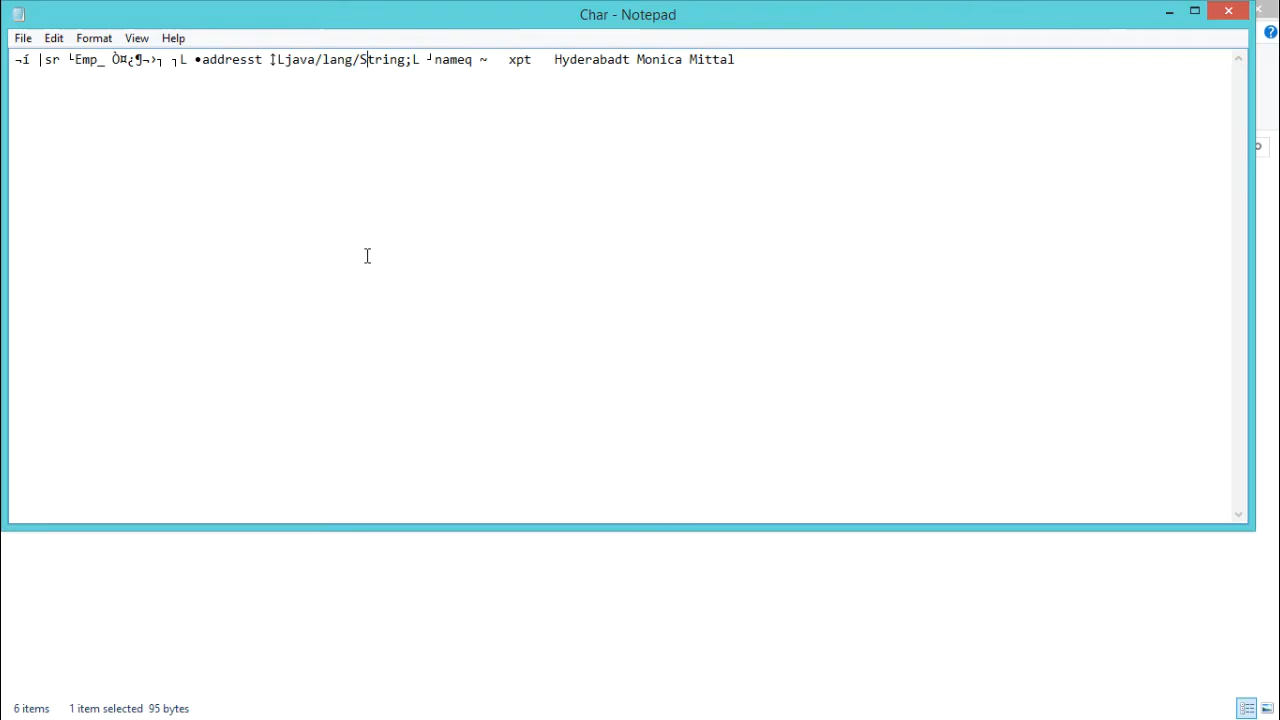 Char - Notepad
File Edit Format View Help
¬í |sr └Emp_ Ò¤¿¶¬›┐ ┐L •addresst ↕Ljava/lang/String;L ┘nameq ~ xpt Hyderabadt Monica Mittal
6 items 1 item selected 95 bytes